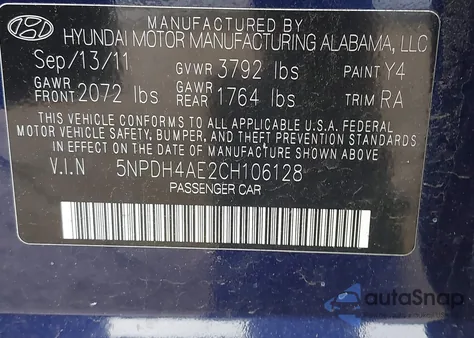 MANUFACTURED BY
HYUNDAI MOTOR MANUFACTURING ALABAMA, LLC
Sep/13/11 GVWR 3792 lbs PAINT Y4
GAWR FRONT 2072 lbs GAWR REAR 1764 lbs TRIM RA
THIS VEHICLE CONFORMS TO ALL APPLICABLE U.S.A FEDERAL
MOTOR VEHICLE SAFETY, BUMPER, AND THEFT PREVENTION STANDARDS
IN EFFECT ON THE DATE OF MANUFACTURE SHOWN ABOVE.
V.I.N 5NPDH4AE2CH106128
PASSENGER CAR
autoSnap